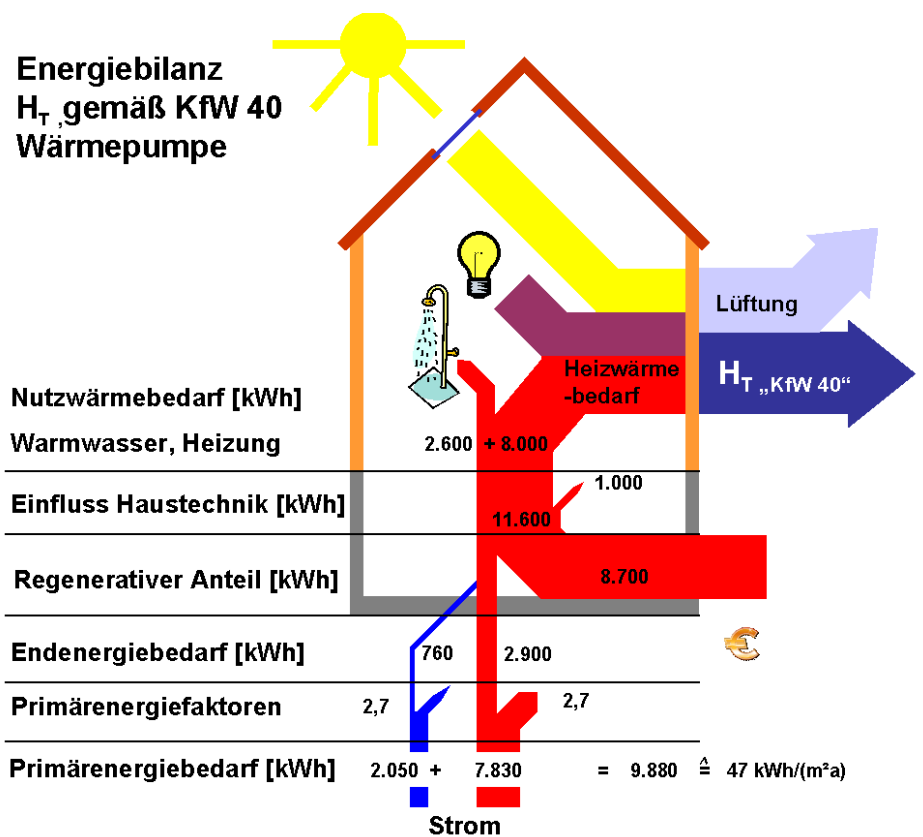 Energiebilanz
H_T, gemäß KfW 40
Wärmepumpe
Lüftung
Heizwärme
-bedarf
H_T „KfW 40“
Nutzwärmebedarf [kWh]
Warmwasser, Heizung 2.600 + 8.000
1.000
Einfluss Haustechnik [kWh] 11.600
Regenerativer Anteil [kWh] 8.700
Endenergiebedarf [kWh] 760 2.900 €
Primärenergiefaktoren 2,7 2,7
Primärenergiebedarf [kWh] 2.050 + 7.830 = 9.880 ≙ 47 kWh/(m²a)
Strom